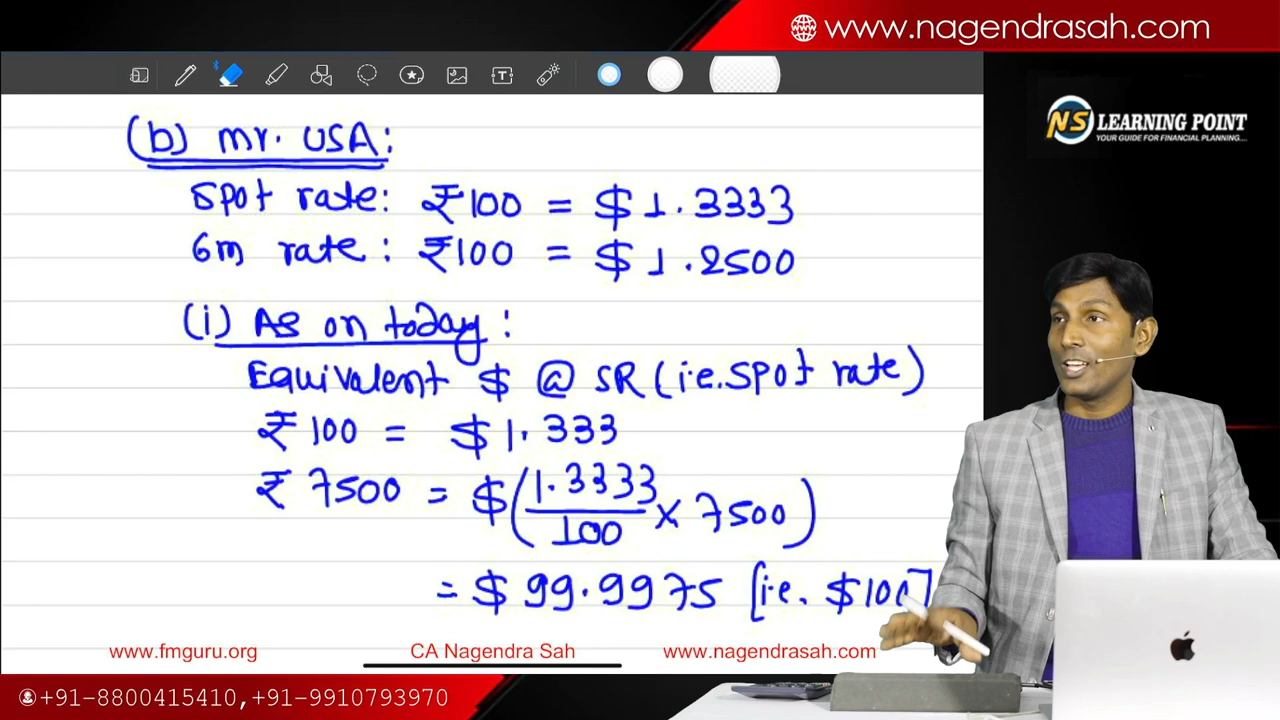 www.nagendrasah.com
NS LEARNING POINT
YOUR GUIDE FOR FINANCIAL PLANNING....
(b) Mr. USA:
Spot rate: ₹100 = $1.3333
6m rate: ₹100 = $1.2500
(i) As on today:
Equivalent $ @ SR (i.e. Spot rate)
₹100 = $1.333
₹7500 = $(1.3333/100 × 7500)
= $99.9975 [i.e. $100]
www.fmguru.org CA Nagendra Sah www.nagendrasah.com
+91-8800415410,+91-9910793970